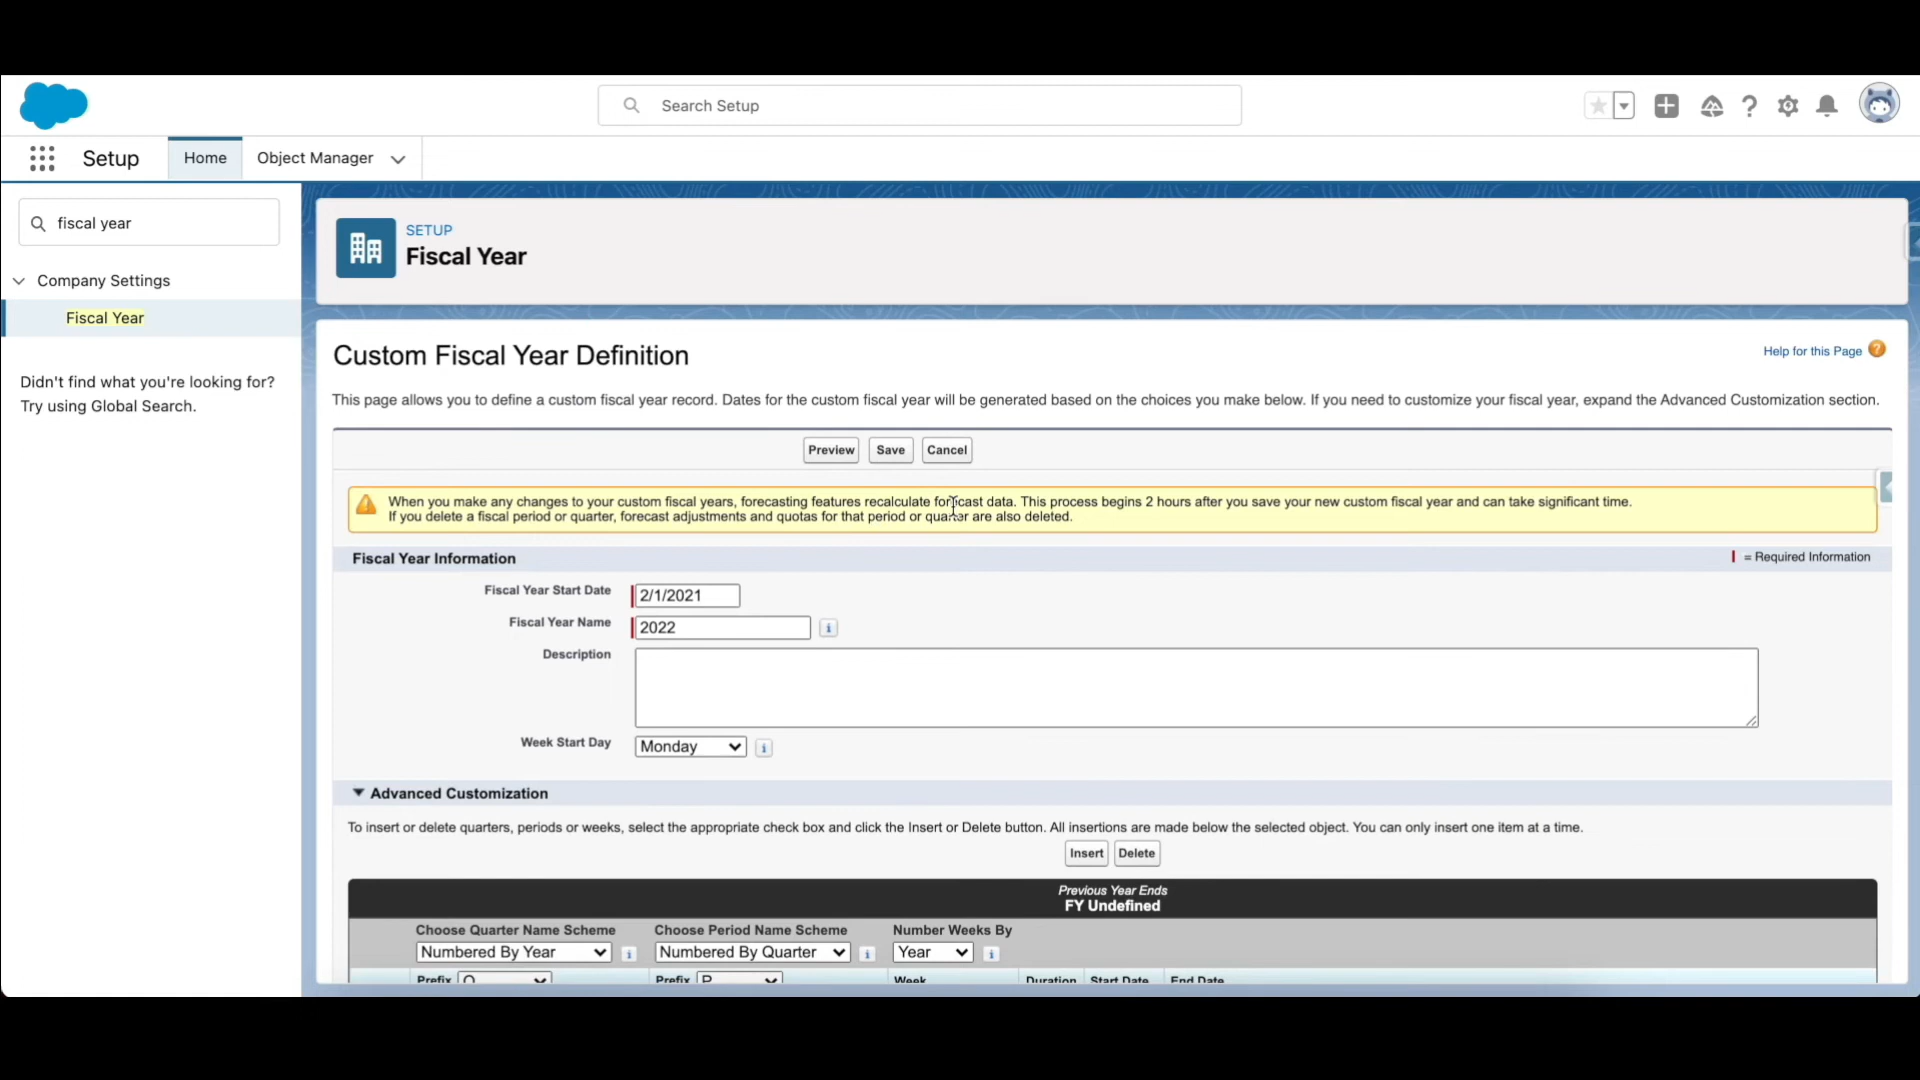 Search Setup
Setup
Home
Object Manager
fiscal year
Company Settings
Fiscal Year
Didn't find what you're looking for?
Try using Global Search.
SETUP
Fiscal Year
Custom Fiscal Year Definition
Help for this Page
This page allows you to define a custom fiscal year record. Dates for the custom fiscal year will be generated based on the choices you make below. If you need to customize your fiscal year, expand the Advanced Customization section.
Preview Save Cancel
When you make any changes to your custom fiscal years, forecasting features recalculate forecast data. This process begins 2 hours after you save your new custom fiscal year and can take significant time.
If you delete a fiscal period or quarter, forecast adjustments and quotas for that period or quarter are also deleted.
Fiscal Year Information
= Required Information
Fiscal Year Start Date 2/1/2021
Fiscal Year Name 2022
Description
Week Start Day Monday
Advanced Customization
To insert or delete quarters, periods or weeks, select the appropriate check box and click the Insert or Delete button. All insertions are made below the selected object. You can only insert one item at a time.
Insert Delete
Previous Year Ends
FY Undefined
Choose Quarter Name Scheme Choose Period Name Scheme Number Weeks By
Numbered By Year Numbered By Quarter Year
Prefix Q Prefix P Week Duration Start Date End Date